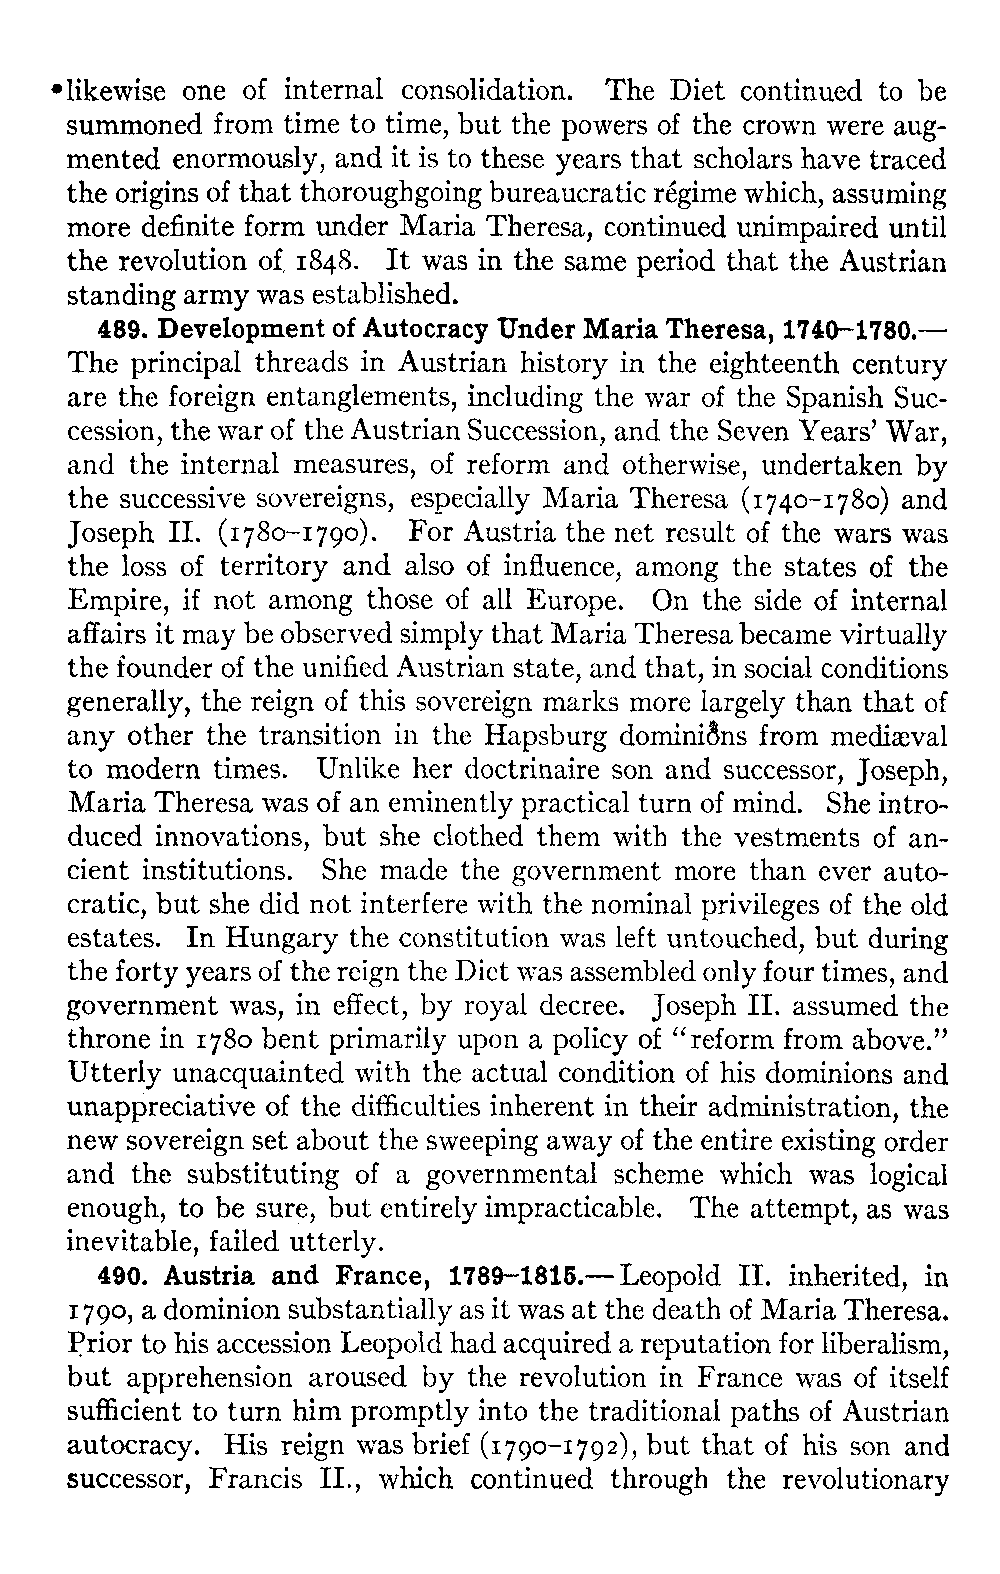 likewise one of internal consolidation. The Diet continued to be
summoned from time to time, but the powers of the crown were aug-
mented enormously, and it is to these years that scholars have traced
the origins of that thoroughgoing bureaucratic régime which, assuming
more definite form under Maria Theresa, continued unimpaired until
the revolution of 1848. It was in the same period that the Austrian
standing army was established.
489. Development of Autocracy Under Maria Theresa, 1740–1780.—
The principal threads in Austrian history in the eighteenth century
are the foreign entanglements, including the war of the Spanish Suc-
cession, the war of the Austrian Succession, and the Seven Years’ War,
and the internal measures, of reform and otherwise, undertaken by
the successive sovereigns, especially Maria Theresa (1740–1780) and
Joseph II. (1780–1790). For Austria the net result of the wars was
the loss of territory and also of influence, among the states of the
Empire, if not among those of all Europe. On the side of internal
affairs it may be observed simply that Maria Theresa became virtually
the founder of the unified Austrian state, and that, in social conditions
generally, the reign of this sovereign marks more largely than that of
any other the transition in the Hapsburg dominions from mediæval
to modern times. Unlike her doctrinaire son and successor, Joseph,
Maria Theresa was of an eminently practical turn of mind. She intro-
duced innovations, but she clothed them with the vestments of an-
cient institutions. She made the government more than ever auto-
cratic, but she did not interfere with the nominal privileges of the old
estates. In Hungary the constitution was left untouched, but during
the forty years of the reign the Diet was assembled only four times, and
government was, in effect, by royal decree. Joseph II. assumed the
throne in 1780 bent primarily upon a policy of “reform from above.”
Utterly unacquainted with the actual condition of his dominions and
unappreciative of the difficulties inherent in their administration, the
new sovereign set about the sweeping away of the entire existing order
and the substituting of a governmental scheme which was logical
enough, to be sure, but entirely impracticable. The attempt, as was
inevitable, failed utterly.
490. Austria and France, 1789–1815.—Leopold II. inherited, in
1790, a dominion substantially as it was at the death of Maria Theresa.
Prior to his accession Leopold had acquired a reputation for liberalism,
but apprehension aroused by the revolution in France was of itself
sufficient to turn him promptly into the traditional paths of Austrian
autocracy. His reign was brief (1790–1792), but that of his son and
successor, Francis II., which continued through the revolutionary